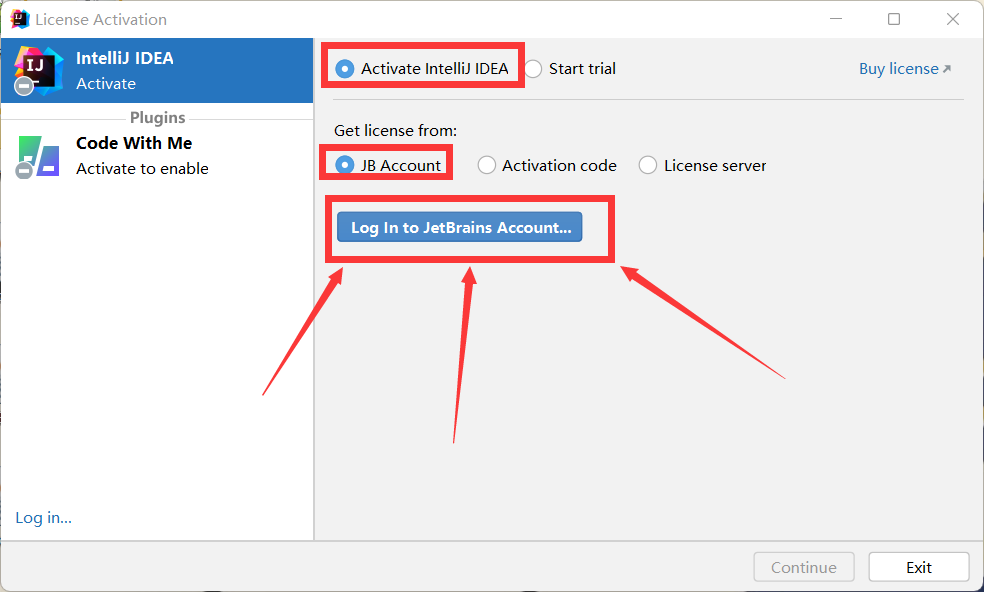 License Activation
IJ
IntelliJ IDEA
Activate
Plugins
Code With Me
Activate to enable
Log in...
Activate IntelliJ IDEA
Start trial
Buy license
Get license from:
JB Account
Activation code
License server
Log In to JetBrains Account...
Continue
Exit